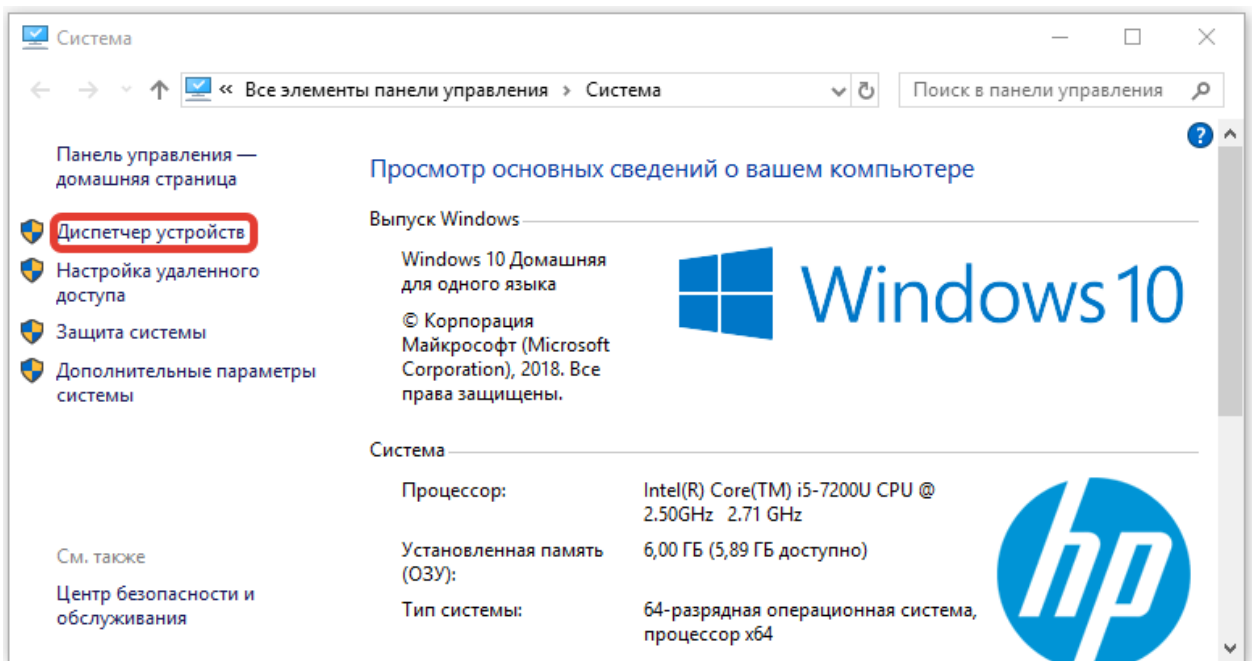 Система
« Все элементы панели управления › Система
Поиск в панели управления
?
Панель управления —
домашняя страница
Диспетчер устройств
Настройка удаленного
доступа
Защита системы
Дополнительные параметры
системы
См. также
Центр безопасности и
обслуживания
Просмотр основных сведений о вашем компьютере
Выпуск Windows
Windows 10 Домашняя
для одного языка
© Корпорация
Майкрософт (Microsoft
Corporation), 2018. Все
права защищены.
Windows 10
Система
Процессор:
Intel(R) Core(TM) i5-7200U CPU @
2.50GHz 2.71 GHz
Установленная память
(ОЗУ):
6,00 ГБ (5,89 ГБ доступно)
Тип системы:
64-разрядная операционная система,
процессор x64
hp